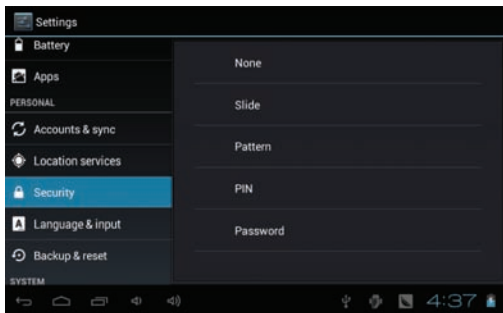 Settings
Battery
Apps
PERSONAL
Accounts & sync
Location services
Security
Language & input
Backup & reset
SYSTEM
None
Slide
Pattern
PIN
Password
4:37